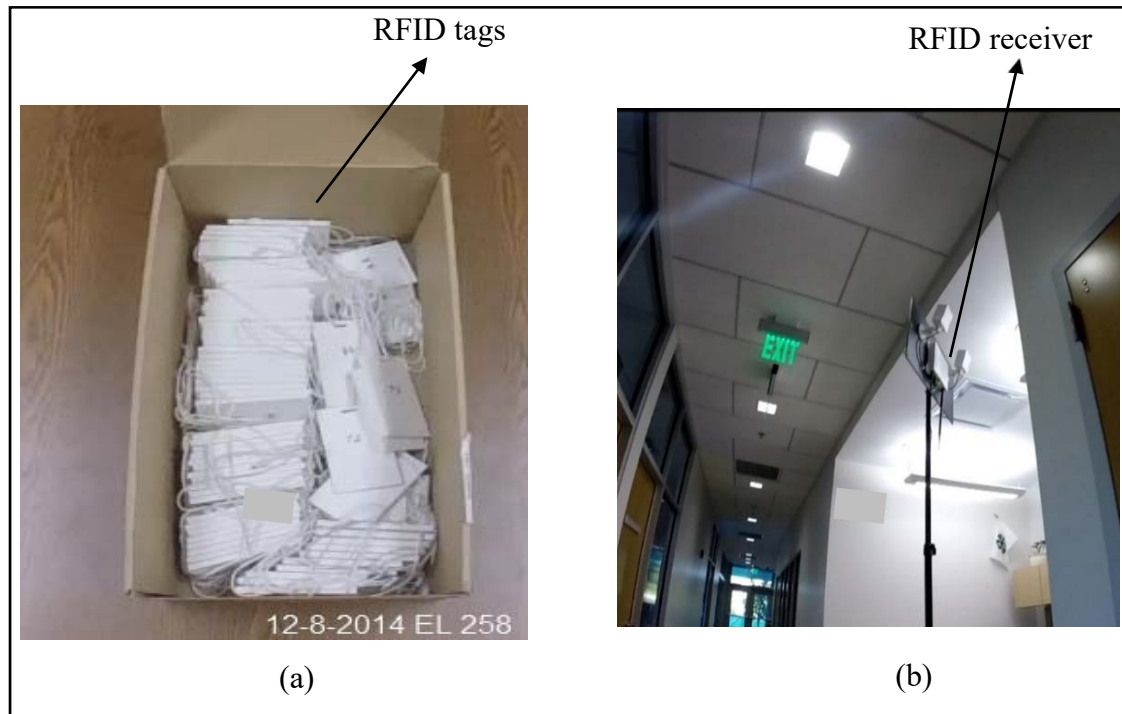 RFID tags
RFID receiver
EXIT
12-8-2014 EL 258
(a)
(b)